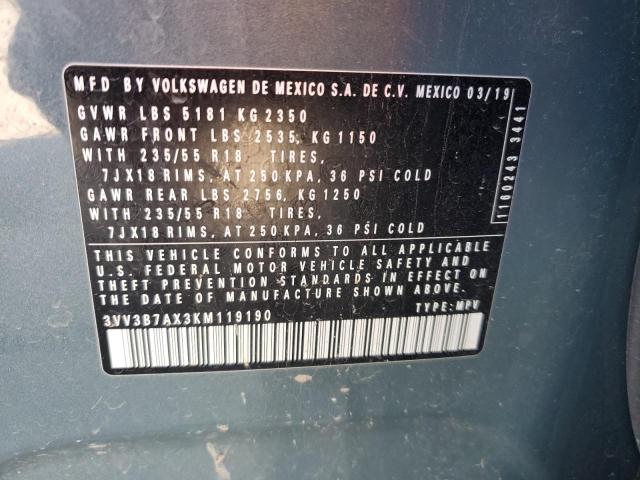 MFD BY VOLKSWAGEN DE MEXICO S.A. DE C.V. MEXICO 03/19
GVWR LBS 5181 KG 2350
GAWR FRONT LBS 2535, KG 1150
WITH 235/55 R18 TIRES,
7JX18 RIMS, AT 250 KPA, 36 PSI COLD
GAWR REAR LBS 2756, KG 1250
WITH 235/55 R18 TIRES,
7JX18 RIMS, AT 250 KPA, 36 PSI COLD
THIS VEHICLE CONFORMS TO ALL APPLICABLE
U.S. FEDERAL MOTOR VEHICLE SAFETY AND
THEFT PREVENTION STANDARDS IN EFFECT ON
THE DATE OF MANUFACTURE SHOWN ABOVE
3VV3B7AX3KM119190 TYPE: MPV
1160243 3441